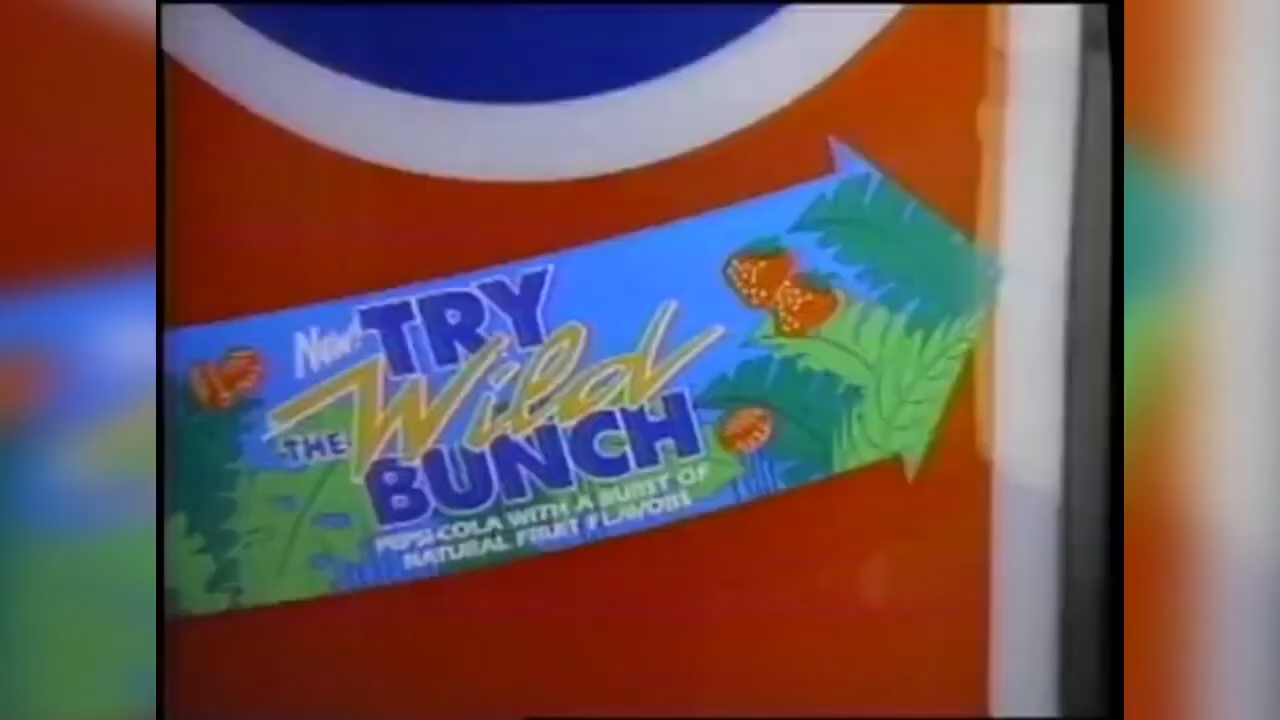 New! TRY
THE Wild
BUNCH
PEPSI-COLA WITH A BURST OF
NATURAL FRUIT FLAVORS